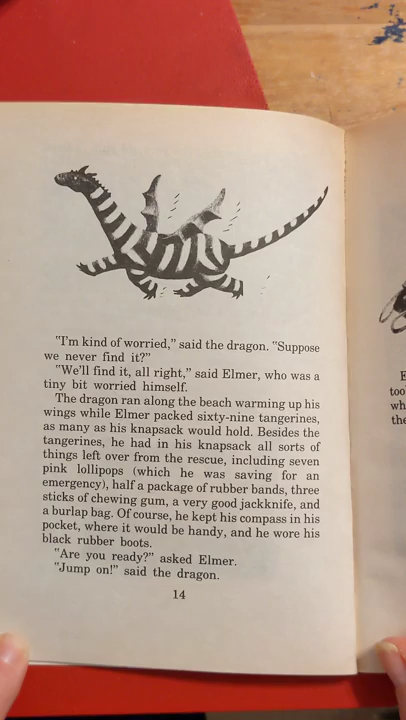 "I'm kind of worried," said the dragon. "Suppose
we never find it?"
"We'll find it, all right," said Elmer, who was a
tiny bit worried himself.
The dragon ran along the beach warming up his
wings while Elmer packed sixty-nine tangerines,
as many as his knapsack would hold. Besides the
tangerines, he had in his knapsack all sorts of
things left over from the rescue, including seven
pink lollipops (which he was saving for an
emergency), half a package of rubber bands, three
sticks of chewing gum, a very good jackknife, and
a burlap bag. Of course, he kept his compass in his
pocket, where it would be handy, and he wore his
black rubber boots.
"Are you ready?" asked Elmer.
"Jump on!" said the dragon.
14
E
too
wh
the